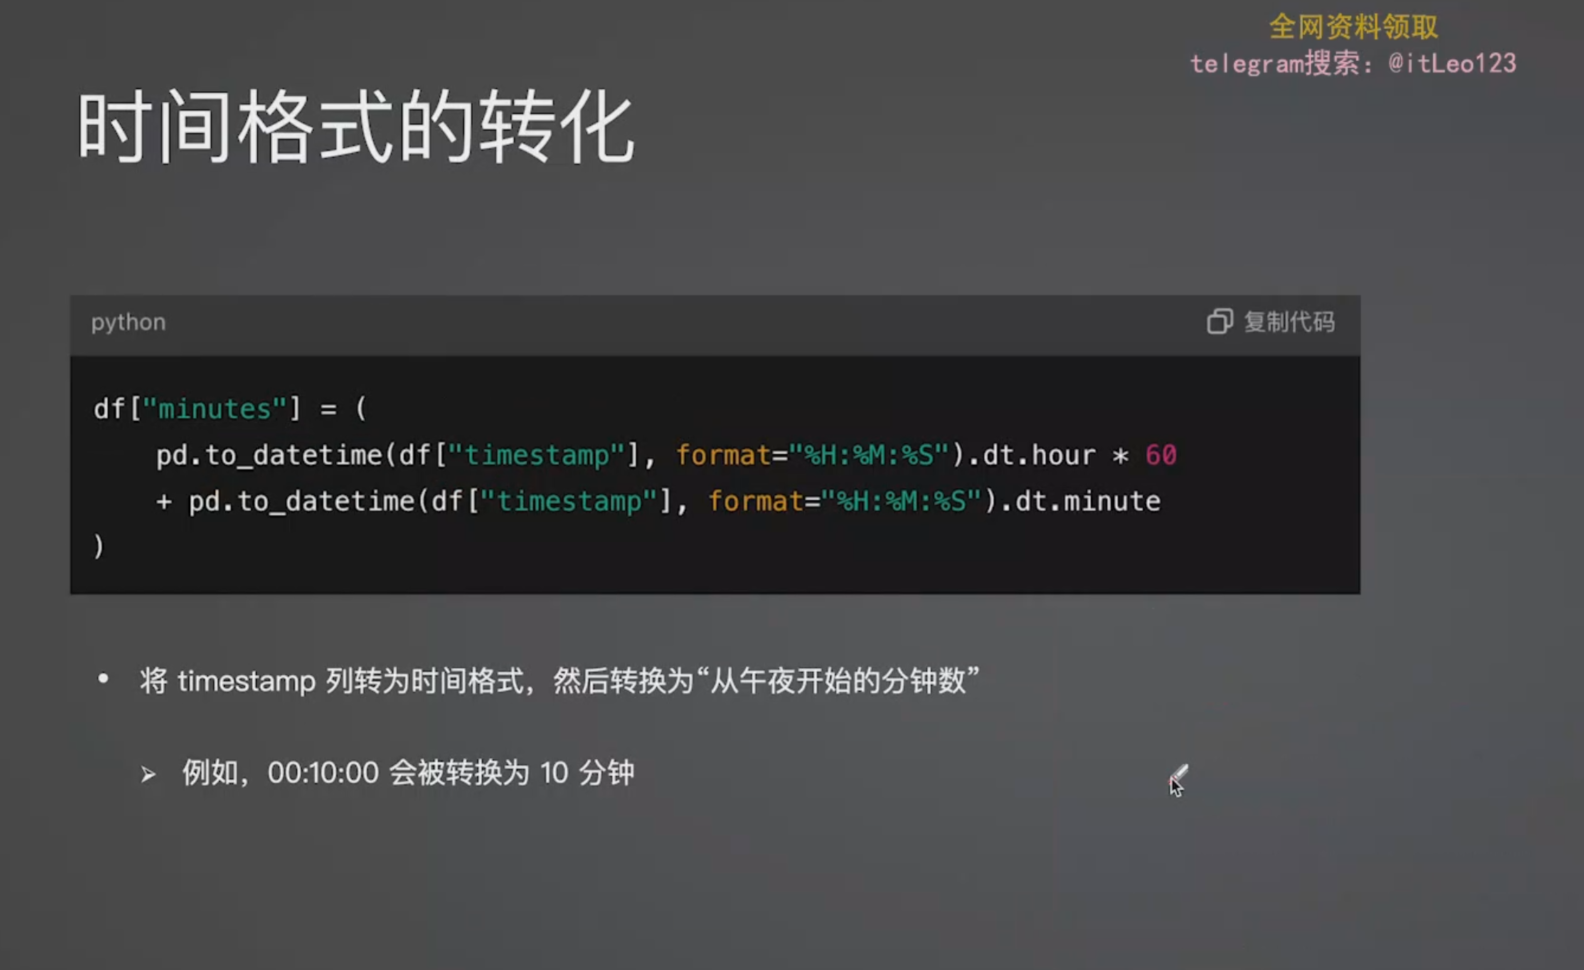 全网资料领取
telegram搜索：@itLeo123
时间格式的转化
python
复制代码
df["minutes"] = (
    pd.to_datetime(df["timestamp"], format="%H:%M:%S").dt.hour * 60
    + pd.to_datetime(df["timestamp"], format="%H:%M:%S").dt.minute
)
• 将 timestamp 列转为时间格式，然后转换为“从午夜开始的分钟数”
➢ 例如，00:10:00 会被转换为 10 分钟